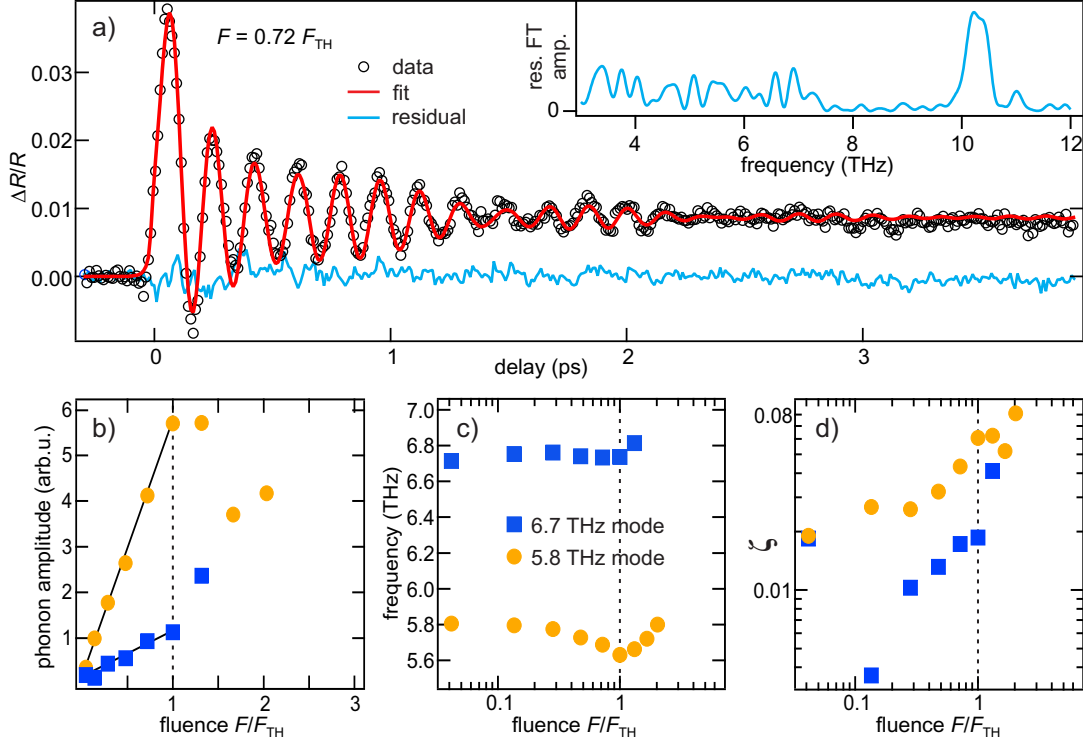 a)
F = 0.72 F_TH
data
fit
residual
ΔR/R
0.03
0.02
0.01
0.00
0 1 2 3
delay (ps)
res. FT
amp.
0
4 6 8 10 12
frequency (THz)
b)
phonon amplitude (arb.u.)
6
5
4
3
2
1
0 1 2 3
fluence F/F_TH
c)
frequency (THz)
7.0
6.8
6.6
6.4
6.2
6.0
5.8
5.6
6.7 THz mode
5.8 THz mode
0.1 1
fluence F/F_TH
d)
ζ
0.08
0.01
0.1 1
fluence F/F_TH